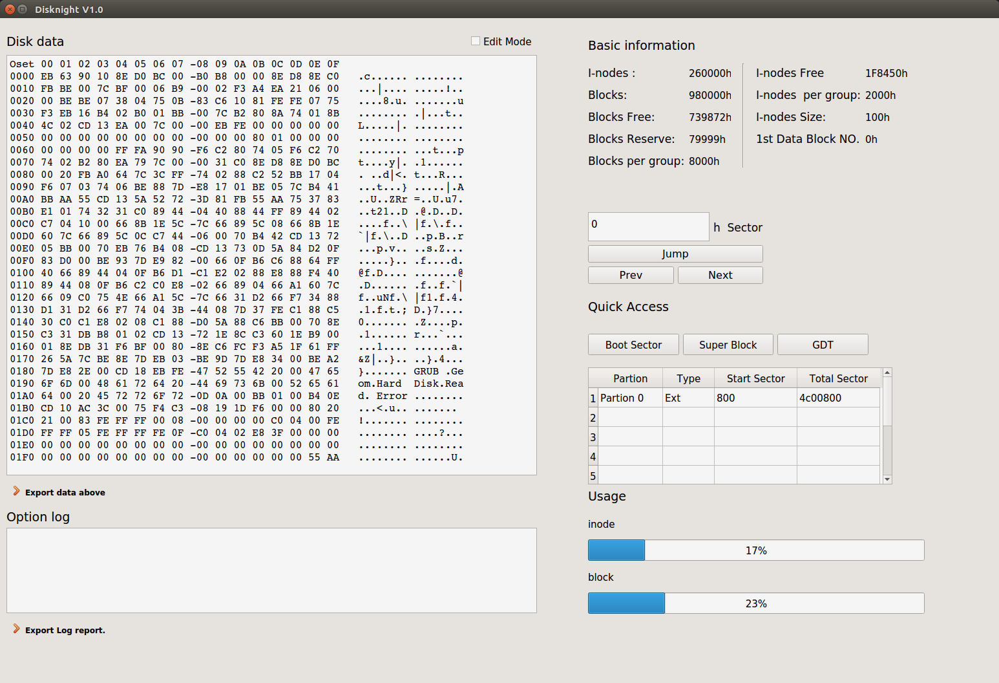 Disknight V1.0
Disk data
Edit Mode
Oset 00 01 02 03 04 05 06 07 -08 09 0A 0B 0C 0D 0E 0F
0000 EB 63 90 10 8E D0 BC 00 -B0 B8 00 00 8E D8 8E C0 .c...... ........
0010 FB BE 00 7C BF 00 06 B9 -00 02 F3 A4 EA 21 06 00 ...|.... .....!..
0020 00 BE BE 07 38 04 75 0B -83 C6 10 81 FE FE 07 75 ....8.u. .......u
0030 F3 EB 16 B4 02 B0 01 BB -00 7C B2 80 8A 74 01 8B ........ .|...t..
0040 4C 02 CD 13 EA 00 7C 00 -00 EB FE 00 00 00 00 00 L.....|. ........
0050 00 00 00 00 00 00 00 00 -00 00 00 80 01 00 00 00 ........ ........
0060 00 00 00 00 FF FA 90 90 -F6 C2 80 74 05 F6 C2 70 ........ ...t...p
0070 74 02 B2 80 EA 79 7C 00 -00 31 C0 8E D8 8E D0 BC t....y|. .1......
0080 00 20 FB A0 64 7C 3C FF -74 02 88 C2 52 BB 17 04 . ..d|<. t...R...
0090 F6 07 03 74 06 BE 88 7D -E8 17 01 BE 05 7C B4 41 ...t...} .....|.A
00A0 BB AA 55 CD 13 5A 52 72 -3D 81 FB 55 AA 75 37 83 ..U..ZRr =..U.u7.
00B0 E1 01 74 32 31 C0 89 44 -04 40 88 44 FF 89 44 02 ..t21..D .@.D..D.
00C0 C7 04 10 00 66 8B 1E 5C -7C 66 89 5C 08 66 8B 1E ....f..\ |f.\.f..
00D0 60 7C 66 89 5C 0C C7 44 -06 00 70 B4 42 CD 13 72 `|f.\..D ..p.B..r
00E0 05 BB 00 70 EB 76 B4 08 -CD 13 73 0D 5A 84 D2 0F ...p.v.. ..s.Z...
00F0 83 D0 00 BE 93 7D E9 82 -00 66 0F B6 C6 88 64 FF .....}.. .f....d.
0100 40 66 89 44 04 0F B6 D1 -C1 E2 02 88 E8 88 F4 40 @f.D.... .......@
0110 89 44 08 0F B6 C2 C0 E8 -02 66 89 04 66 A1 60 7C .D...... .f..f.`|
0120 66 09 C0 75 4E 66 A1 5C -7C 66 31 D2 66 F7 34 88 f..uNf.\ |f1.f.4.
0130 D1 31 D2 66 F7 74 04 3B -44 08 7D 37 FE C1 88 C5 .1.f.t.; D.}7....
0140 30 C0 C1 E8 02 08 C1 88 -D0 5A 88 C6 BB 00 70 8E 0....... .Z....p.
0150 C3 31 DB B8 01 02 CD 13 -72 1E 8C C3 60 1E B9 00 .1...... r...`...
0160 01 8E DB 31 F6 BF 00 80 -8E C6 FC F3 A5 1F 61 FF ...1.... ......a.
0170 26 5A 7C BE 8E 7D EB 03 -BE 9D 7D E8 34 00 BE A2 &Z|..}.. ..}.4...
0180 7D E8 2E 00 CD 18 EB FE -47 52 55 42 20 00 47 65 }....... GRUB .Ge
0190 6F 6D 00 48 61 72 64 20 -44 69 73 6B 00 52 65 61 om.Hard  Disk.Rea
01A0 64 00 20 45 72 72 6F 72 -0D 0A 00 BB 01 00 B4 0E d. Error ........
01B0 CD 10 AC 3C 00 75 F4 C3 -08 19 1D F6 00 00 80 20 ...<.u.. .......
01C0 21 00 83 FE FF FF 00 08 -00 00 00 00 C0 04 00 FE !....... ........
01D0 FF FF 05 FE FF FF FE 0F -C0 04 02 E8 3F 00 00 00 ........ ....?...
01E0 00 00 00 00 00 00 00 00 -00 00 00 00 00 00 00 00 ........ ........
01F0 00 00 00 00 00 00 00 00 -00 00 00 00 00 00 55 AA ........ ......U.
Export data above
Option log
Export Log report.
Basic information
I-nodes : 260000h I-nodes Free 1F8450h
Blocks: 980000h I-nodes per group: 2000h
Blocks Free: 739872h I-nodes Size: 100h
Blocks Reserve: 79999h 1st Data Block NO. 0h
Blocks per group: 8000h
0 h Sector
Jump
Prev Next
Quick Access
Boot Sector Super Block GDT
Partion Type Start Sector Total Sector
1 Partion 0 Ext 800 4c00800
2
3
4
5
Usage
inode
17%
block
23%